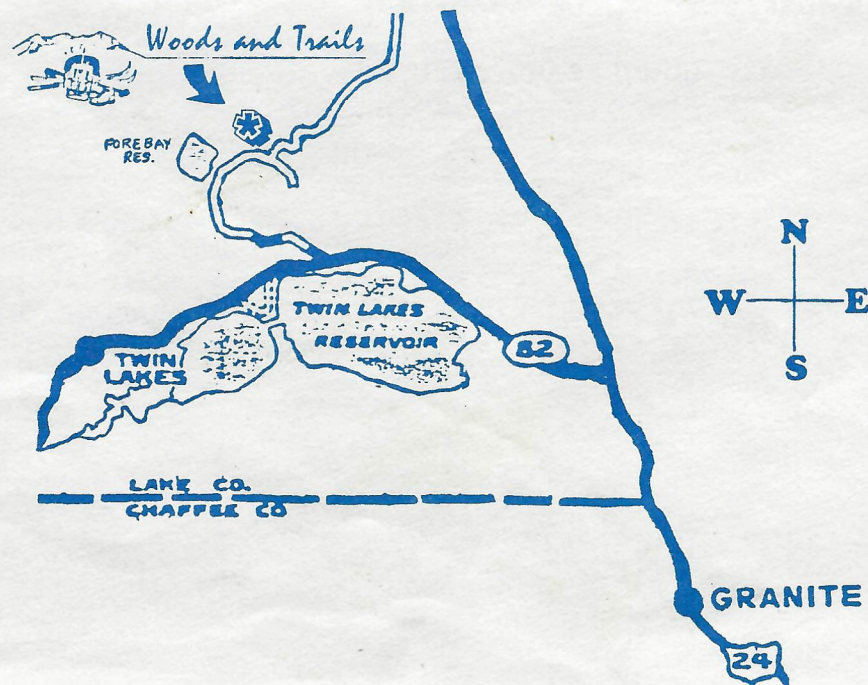 Woods and Trails
FOREBAY
RES.
N
W E
S
TWIN LAKES
RESERVOIR
82
TWIN
LAKES
LAKE CO.
CHAFFEE CO
GRANITE
24